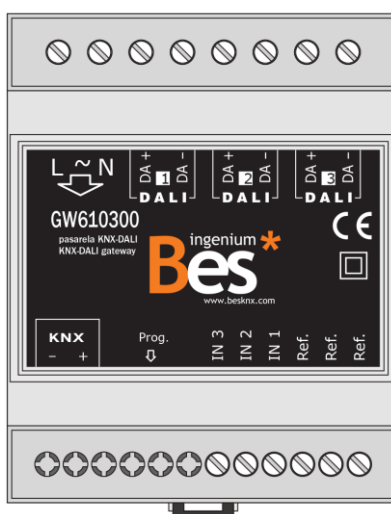 L ~ N
DA + 1 DA -
DALI
DA + 2 DA -
DALI
DA + 3 DA -
DALI
GW610300
pasarela KNX-DALI
KNX-DALI gateway
CE
ingenium
Bes*
www.besknx.com
KNX
- +
Prog.
IN 3
IN 2
IN 1
Ref.
Ref.
Ref.